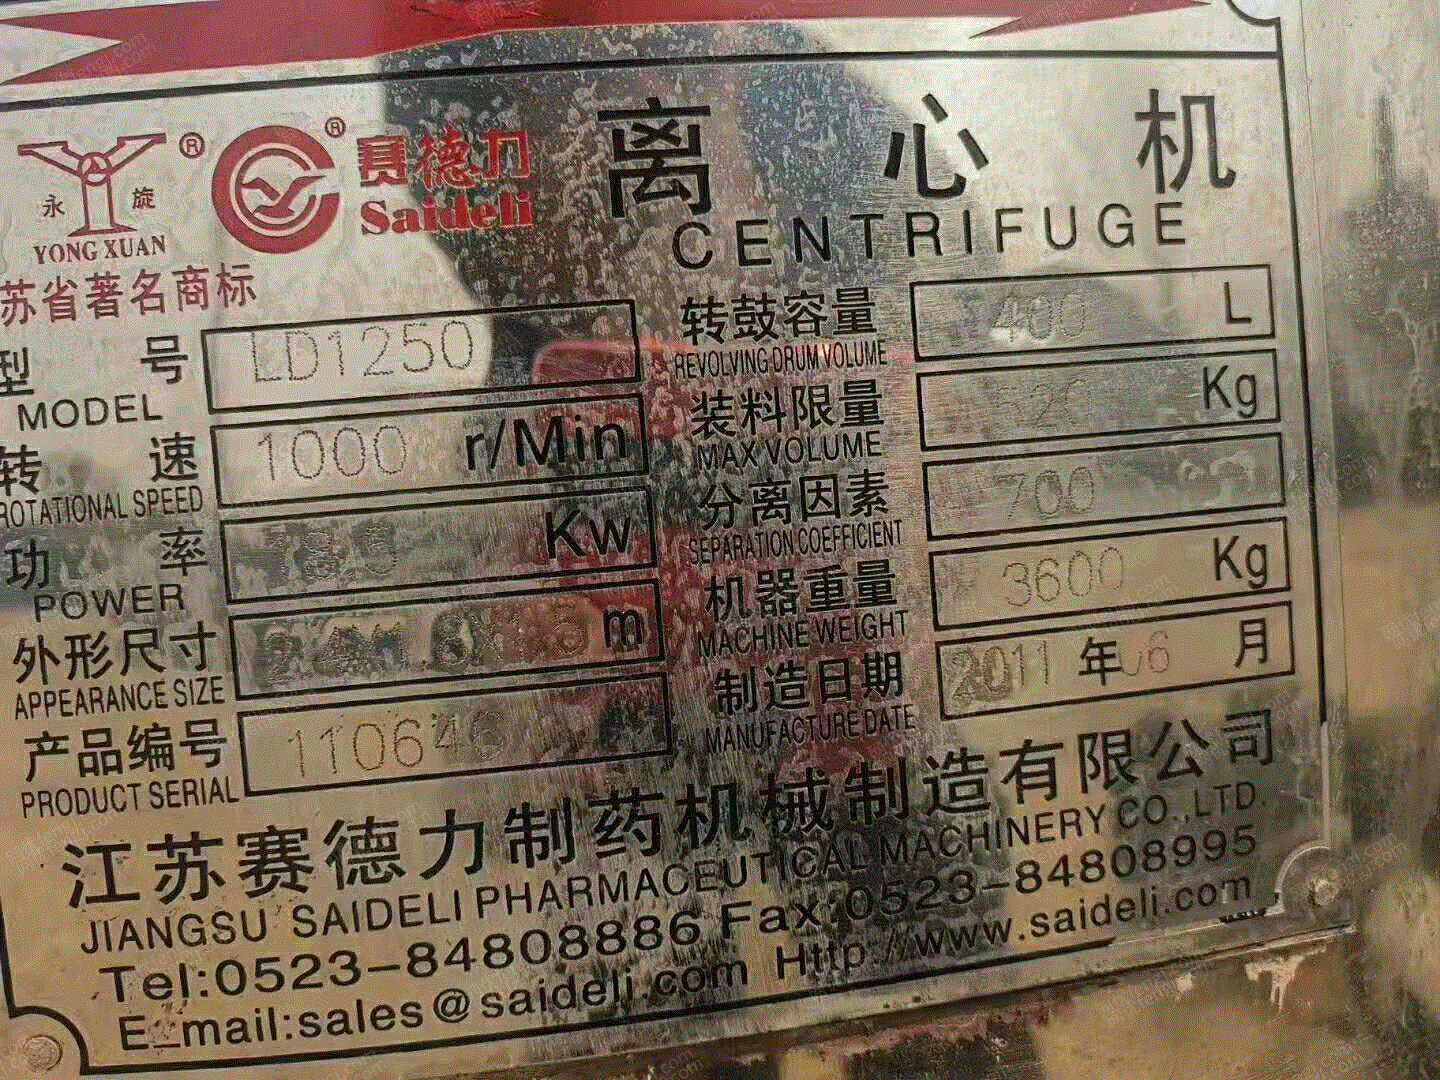 永 旋 ® ® 赛德力 离心机
YONG XUAN Saideli CENTRIFUGE
苏省著名商标
型号 LD1250
MODEL
转速 1000 r/Min
ROTATIONAL SPEED
功率 Kw
POWER
外形尺寸 m
APPEARANCE SIZE
产品编号
PRODUCT SERIAL
转鼓容量 400 L
REVOLVING DRUM VOLUME
装料限量 Kg
MAX VOLUME
分离因素 700
SEPARATION COEFFICIENT
机器重量 3600 Kg
MACHINE WEIGHT
制造日期 2011 年 06 月
MANUFACTURE DATE
江苏赛德力制药机械制造有限公司
JIANGSU SAIDELI PHARMACEUTICAL MACHINERY CO.,LTD.
Tel:0523-84808886 Fax:0523-84808995
E_mail:sales@saideli.com Http://www.saideli.com